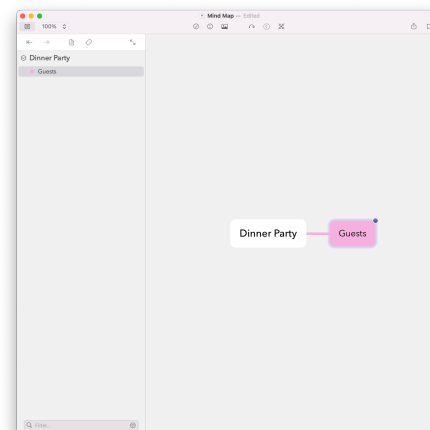 Mind Map — Edited
100%
Dinner Party
Guests
Dinner Party
Guests
Filter...